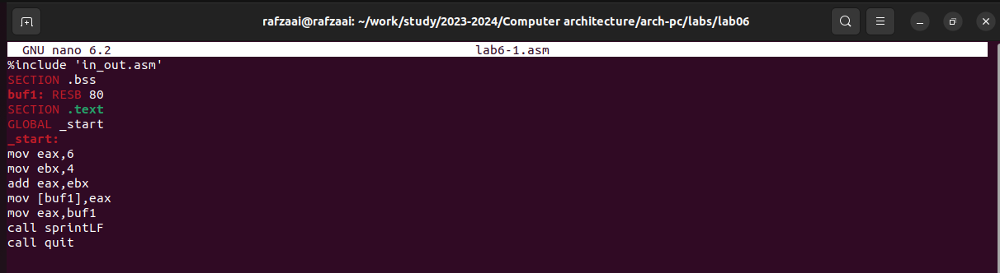 rafzaai@rafzaai: ~/work/study/2023-2024/Computer architecture/arch-pc/labs/lab06
GNU nano 6.2 lab6-1.asm
%include 'in_out.asm'
SECTION .bss
buf1: RESB 80
SECTION .text
GLOBAL _start
_start:
mov eax,6
mov ebx,4
add eax,ebx
mov [buf1],eax
mov eax,buf1
call sprintLF
call quit